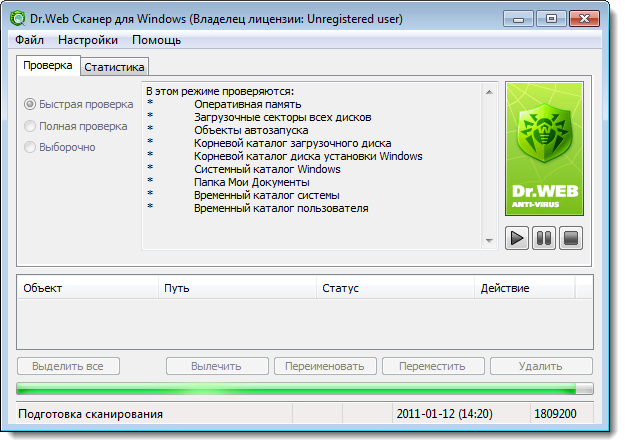 Dr.Web Сканер для Windows (Владелец лицензии: Unregistered user)
Файл Настройки Помощь
Проверка Статистика
Быстрая проверка
Полная проверка
Выборочно
В этом режиме проверяются:
* Оперативная память
* Загрузочные секторы всех дисков
* Объекты автозапуска
* Корневой каталог загрузочного диска
* Корневой каталог диска установки Windows
* Системный каталог Windows
* Папка Мои Документы
* Временный каталог системы
* Временный каталог пользователя
Dr.WEB
ANTI-VIRUS
Объект Путь Статус Действие
Выделить все Вылечить Переименовать Переместить Удалить
Подготовка сканирования 2011-01-12 (14:20) 1809200